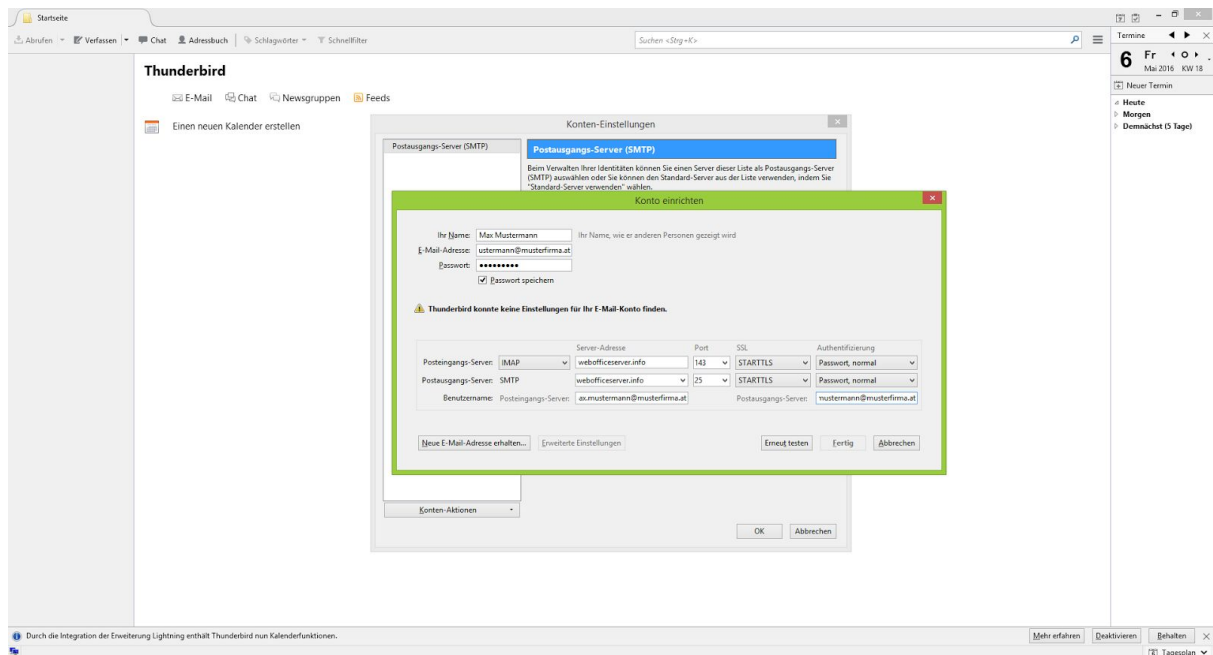 Startseite
Abrufen Verfassen Chat Adressbuch Schlagwörter Schnellfilter Suchen <Strg+K>
Termine
6 Fr
Mai 2016 KW 18
Neuer Termin
Heute
Morgen
Demnächst (5 Tage)
Thunderbird
E-Mail Chat Newsgruppen Feeds
Einen neuen Kalender erstellen
Konten-Einstellungen
Postausgangs-Server (SMTP)
Postausgangs-Server (SMTP)
Beim Verwalten Ihrer Identitäten können Sie einen Server dieser Liste als Postausgangs-Server
(SMTP) auswählen oder Sie können den Standard-Server aus der Liste verwenden, indem Sie
"Standard-Server verwenden" wählen.
Konto einrichten
Ihr Name: Max Mustermann Ihr Name, wie er anderen Personen gezeigt wird
E-Mail-Adresse: ustermann@musterfirma.at
Passwort: •••••••••
Passwort speichern
Thunderbird konnte keine Einstellungen für Ihr E-Mail-Konto finden.
Server-Adresse Port SSL Authentifizierung
Posteingangs-Server: IMAP webofficeserver.info 143 STARTTLS Passwort, normal
Postausgangs-Server: SMTP webofficeserver.info 25 STARTTLS Passwort, normal
Benutzername: Posteingangs-Server: ax.mustermann@musterfirma.at Postausgangs-Server: mustermann@musterfirma.at
Neue E-Mail-Adresse erhalten... Erweiterte Einstellungen Erneut testen Fertig Abbrechen
Konten-Aktionen
OK Abbrechen
Durch die Integration der Erweiterung Lightning enthält Thunderbird nun Kalenderfunktionen. Mehr erfahren Deaktivieren Behalten
Tagesplan